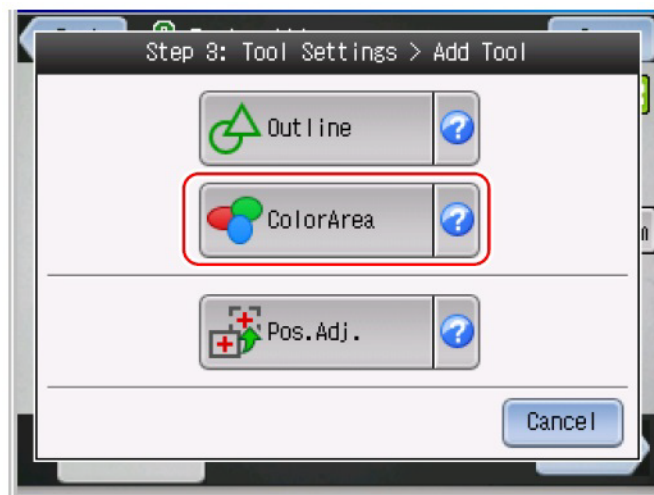 Step 3: Tool Settings > Add Tool
Outline
ColorArea
Pos.Adj.
Cancel